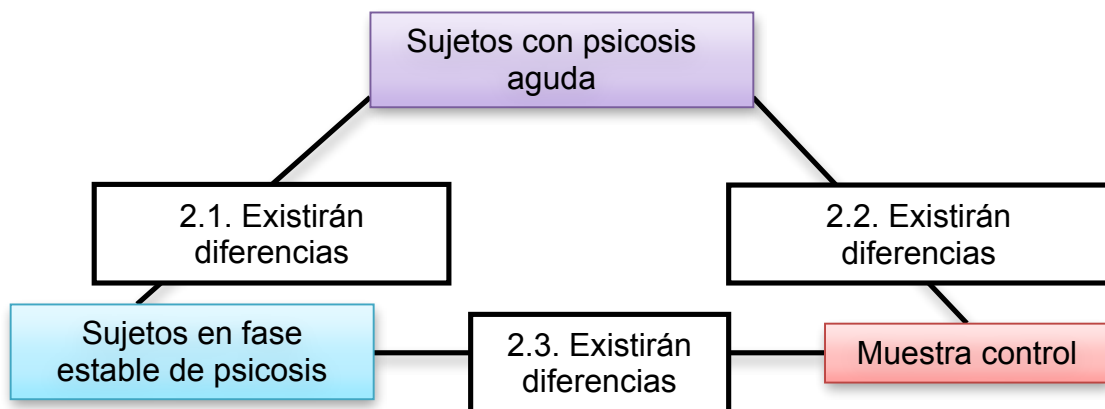 Sujetos con psicosis
aguda
2.1. Existirán
diferencias
2.2. Existirán
diferencias
Sujetos en fase
estable de psicosis
2.3. Existirán
diferencias
Muestra control